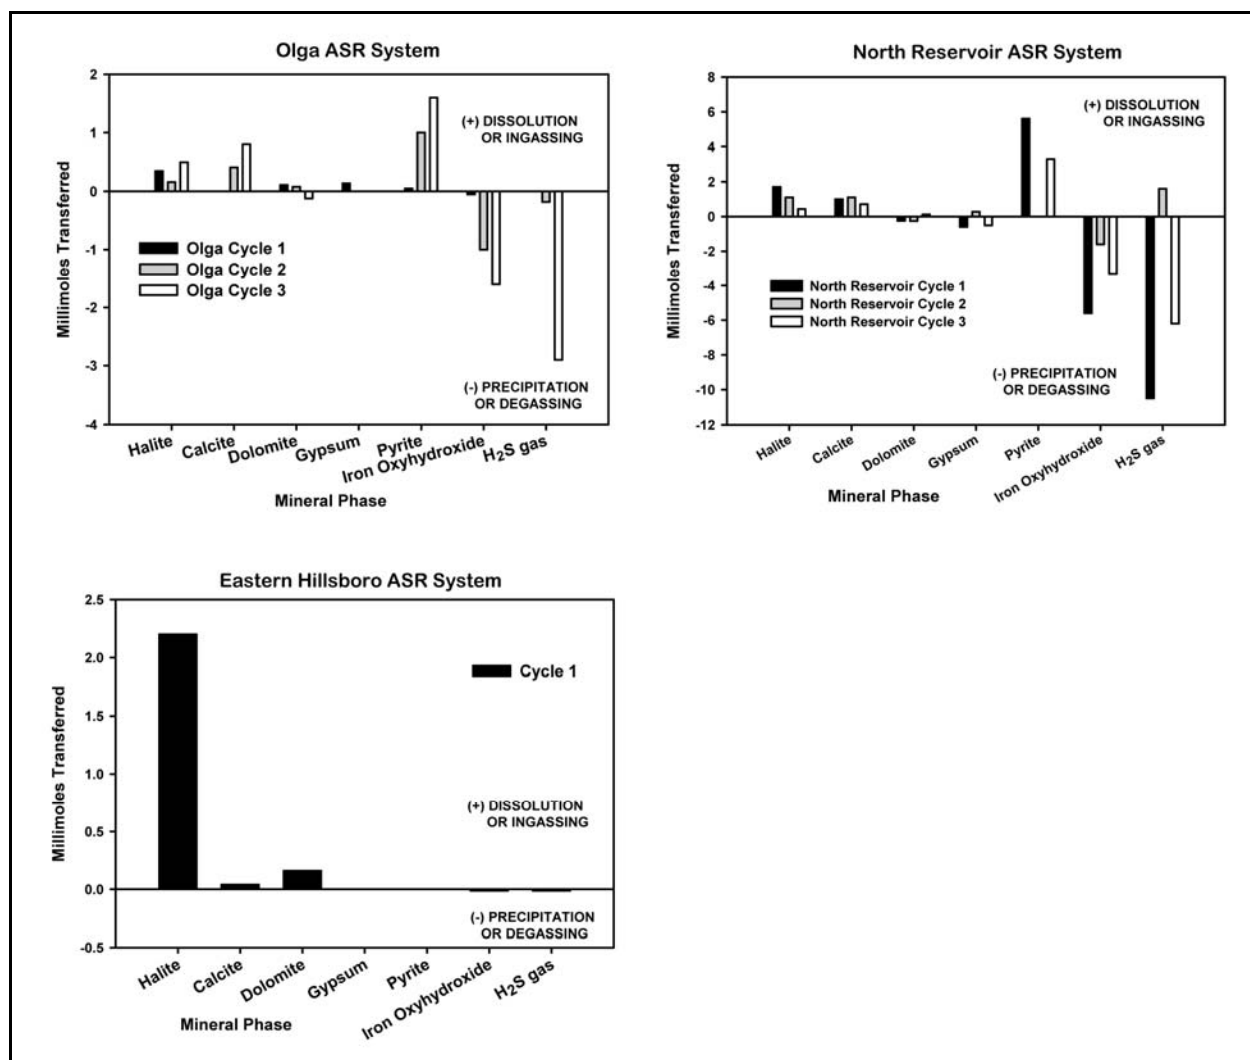 Olga ASR System
2
1
0
-1
-2
-3
-4
Millimoles Transferred
(+) DISSOLUTION
OR INGASSING
Olga Cycle 1
Olga Cycle 2
Olga Cycle 3
(-) PRECIPITATION
OR DEGASSING
Halite
Calcite
Dolomite
Gypsum
Pyrite
Iron Oxyhydroxide
H2S gas
Mineral Phase
North Reservoir ASR System
8
6
4
2
0
-2
-4
-6
-8
-10
-12
Millimoles Transferred
(+) DISSOLUTION
OR INGASSING
North Reservoir Cycle 1
North Reservoir Cycle 2
North Reservoir Cycle 3
(-) PRECIPITATION
OR DEGASSING
Halite
Calcite
Dolomite
Gypsum
Pyrite
Iron Oxyhydroxide
H2S gas
Mineral Phase
Eastern Hillsboro ASR System
2.5
2.0
1.5
1.0
0.5
0.0
-0.5
Millimoles Transferred
Cycle 1
(+) DISSOLUTION
OR INGASSING
(-) PRECIPITATION
OR DEGASSING
Halite
Calcite
Dolomite
Gypsum
Pyrite
Iron Oxyhydroxide
H2S gas
Mineral Phase